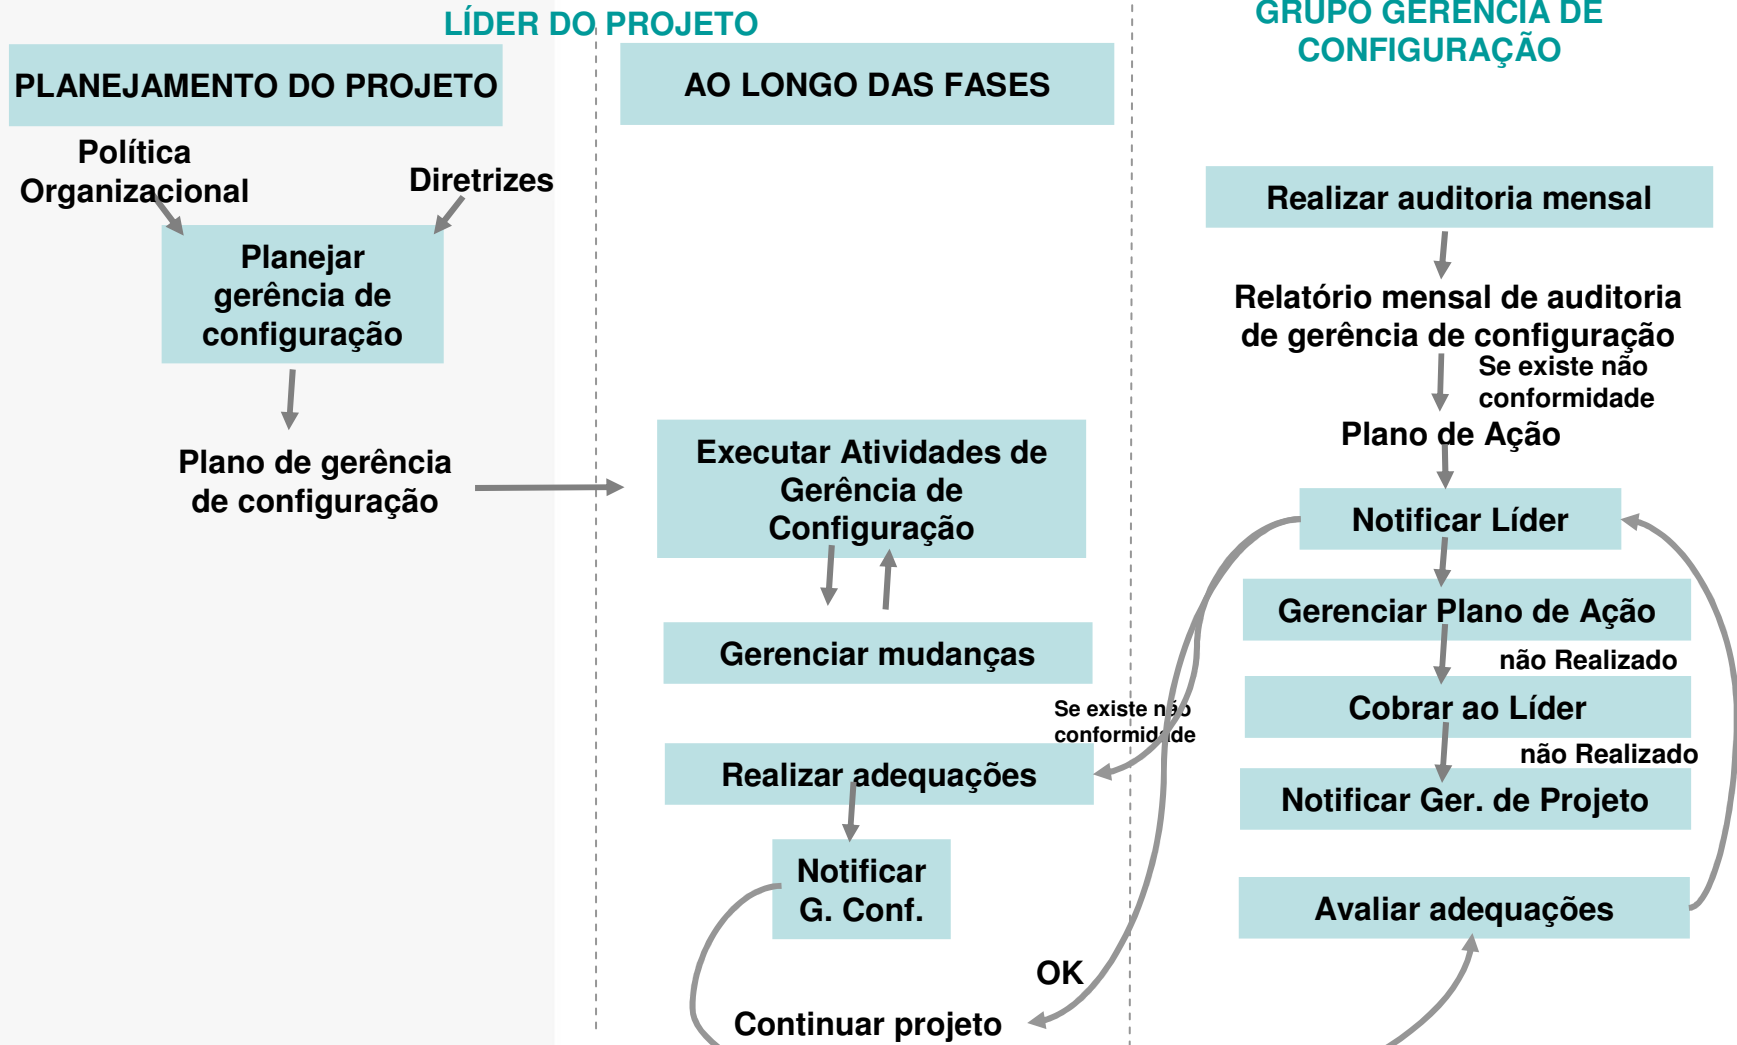 LÍDER DO PROJETO
PLANEJAMENTO DO PROJETO
Política
Organizacional
Diretrizes
Planejar
gerência de
configuração
Plano de gerência
de configuração
AO LONGO DAS FASES
Executar Atividades de
Gerência de
Configuração
Gerenciar mudanças
Se existe não
conformidade
Realizar adequações
Notificar
G. Conf.
OK
Continuar projeto
GRUPO GERENCIA DE
CONFIGURAÇÃO
Realizar auditoria mensal
Relatório mensal de auditoria
de gerência de configuração
Se existe não
conformidade
Plano de Ação
Notificar Líder
Gerenciar Plano de Ação
não Realizado
Cobrar ao Líder
não Realizado
Notificar Ger. de Projeto
Avaliar adequações